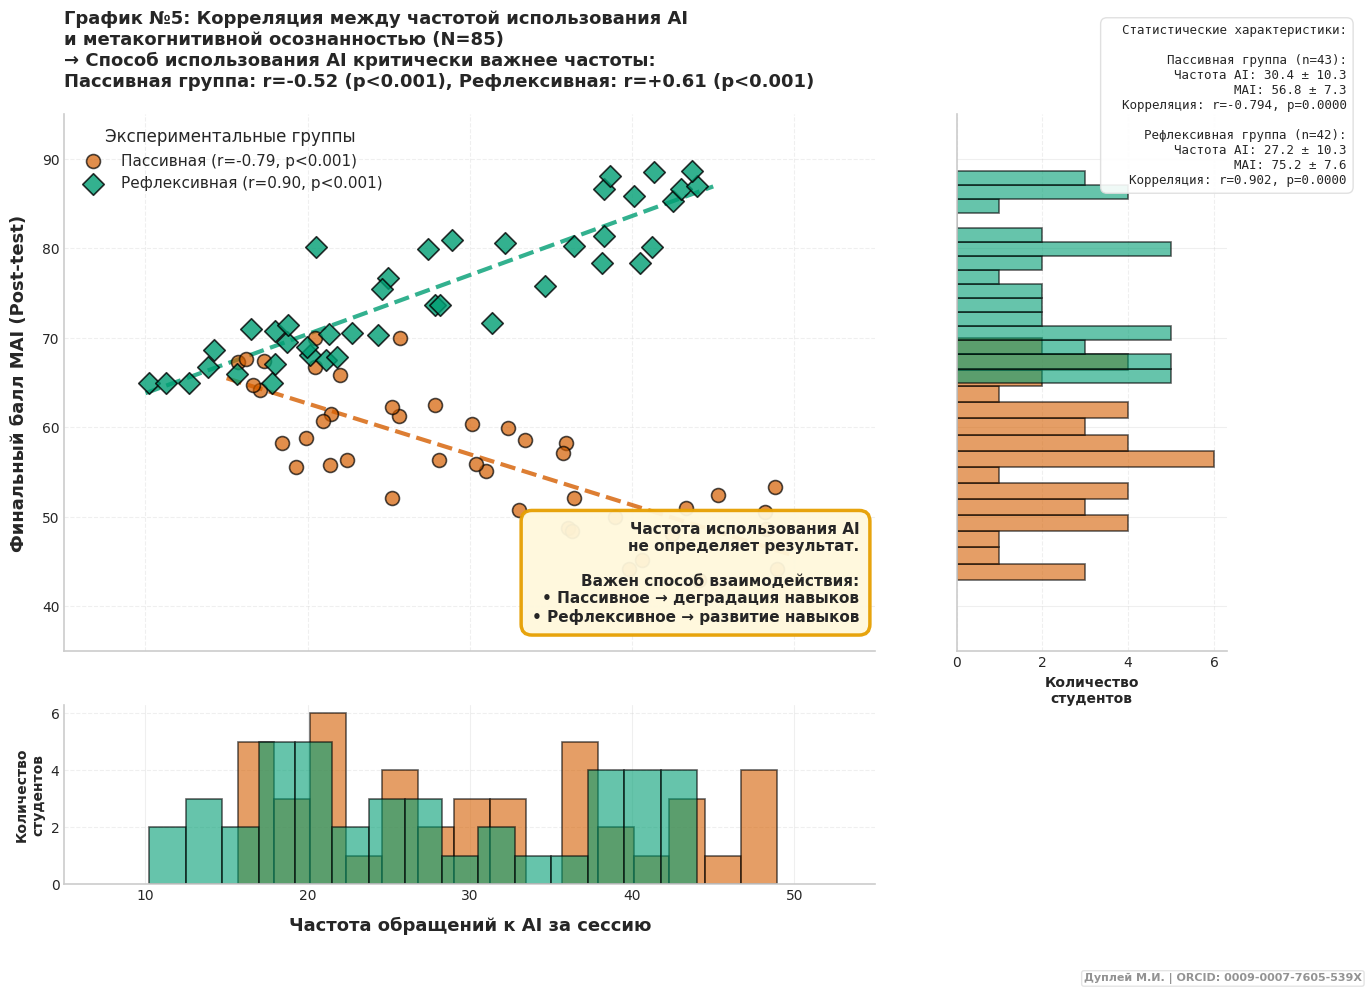 График №5: Корреляция между частотой использования AI
и метакогнитивной осознанностью (N=85)
→ Способ использования AI критически важнее частоты:
Пассивная группа: r=-0.52 (p<0.001), Рефлексивная: r=+0.61 (p<0.001)
Статистические характеристики:
Пассивная группа (n=43):
Частота AI: 30.4 ± 10.3
MAI: 56.8 ± 7.3
Корреляция: r=-0.794, p=0.0000
Рефлексивная группа (n=42):
Частота AI: 27.2 ± 10.3
MAI: 75.2 ± 7.6
Корреляция: r=0.902, p=0.0000
Экспериментальные группы
Пассивная (r=-0.79, p<0.001)
Рефлексивная (r=0.90, p<0.001)
Финальный балл MAI (Post-test)
90
80
70
60
50
40
Частота использования AI
не определяет результат.
Важен способ взаимодействия:
• Пассивное → деградация навыков
• Рефлексивное → развитие навыков
0 2 4 6
Количество
студентов
Количество
студентов
6
4
2
0
10 20 30 40 50
Частота обращений к AI за сессию
Дуплей М.И. | ORCID: 0009-0007-7605-539X